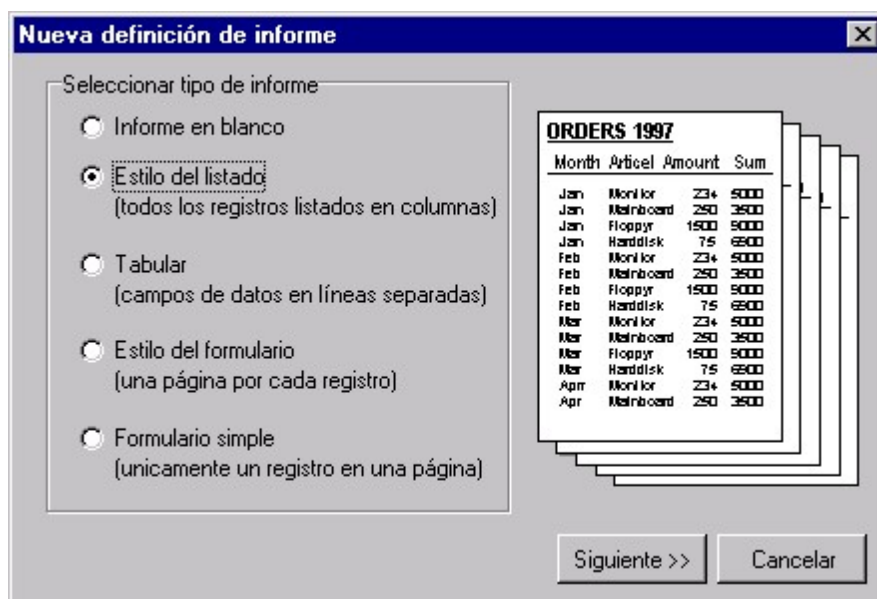 Nueva definición de informe
Seleccionar tipo de informe
Informe en blanco
Estilo del listado
(todos los registros listados en columnas)
Tabular
(campos de datos en líneas separadas)
Estilo del formulario
(una página por cada registro)
Formulario simple
(unicamente un registro en una página)
ORDERS 1997
Month Articel Amount Sum
Jan Monitor 234 5000
Jan Mainboard 250 3500
Jan Floppyr 1500 9000
Jan Harddisk 75 6900
Feb Monitor 234 5000
Feb Mainboard 250 3500
Feb Floppyr 1500 9000
Feb Harddisk 75 6900
Mar Monitor 234 5000
Mar Mainboard 250 3500
Mar Floppyr 1500 9000
Mar Harddisk 75 6900
Aprr Monitor 234 5000
Apr Mainboard 250 3500
Siguiente >>
Cancelar